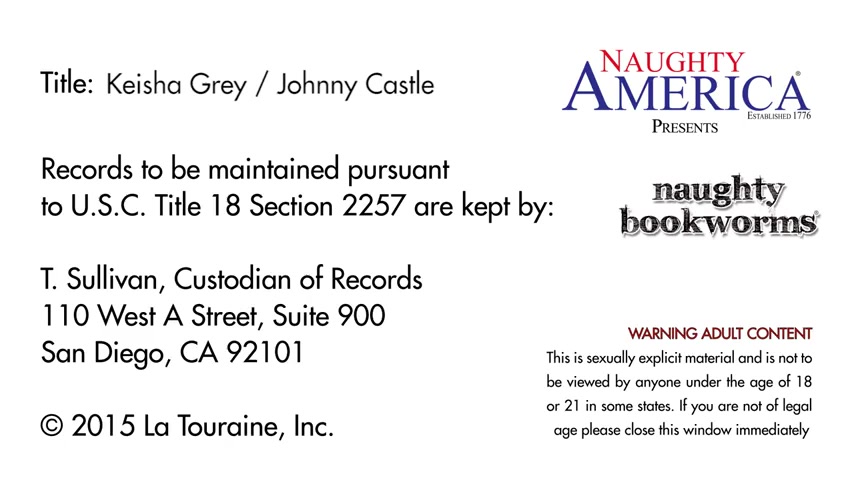 Title: Keisha Grey / Johnny Castle
Records to be maintained pursuant
to U.S.C. Title 18 Section 2257 are kept by:
T. Sullivan, Custodian of Records
110 West A Street, Suite 900
San Diego, CA 92101
© 2015 La Touraine, Inc.
NAUGHTY
AMERICA®
ESTABLISHED 1776
PRESENTS
naughty
bookworms®
WARNING ADULT CONTENT
This is sexually explicit material and is not to
be viewed by anyone under the age of 18
or 21 in some states. If you are not of legal
age please close this window immediately